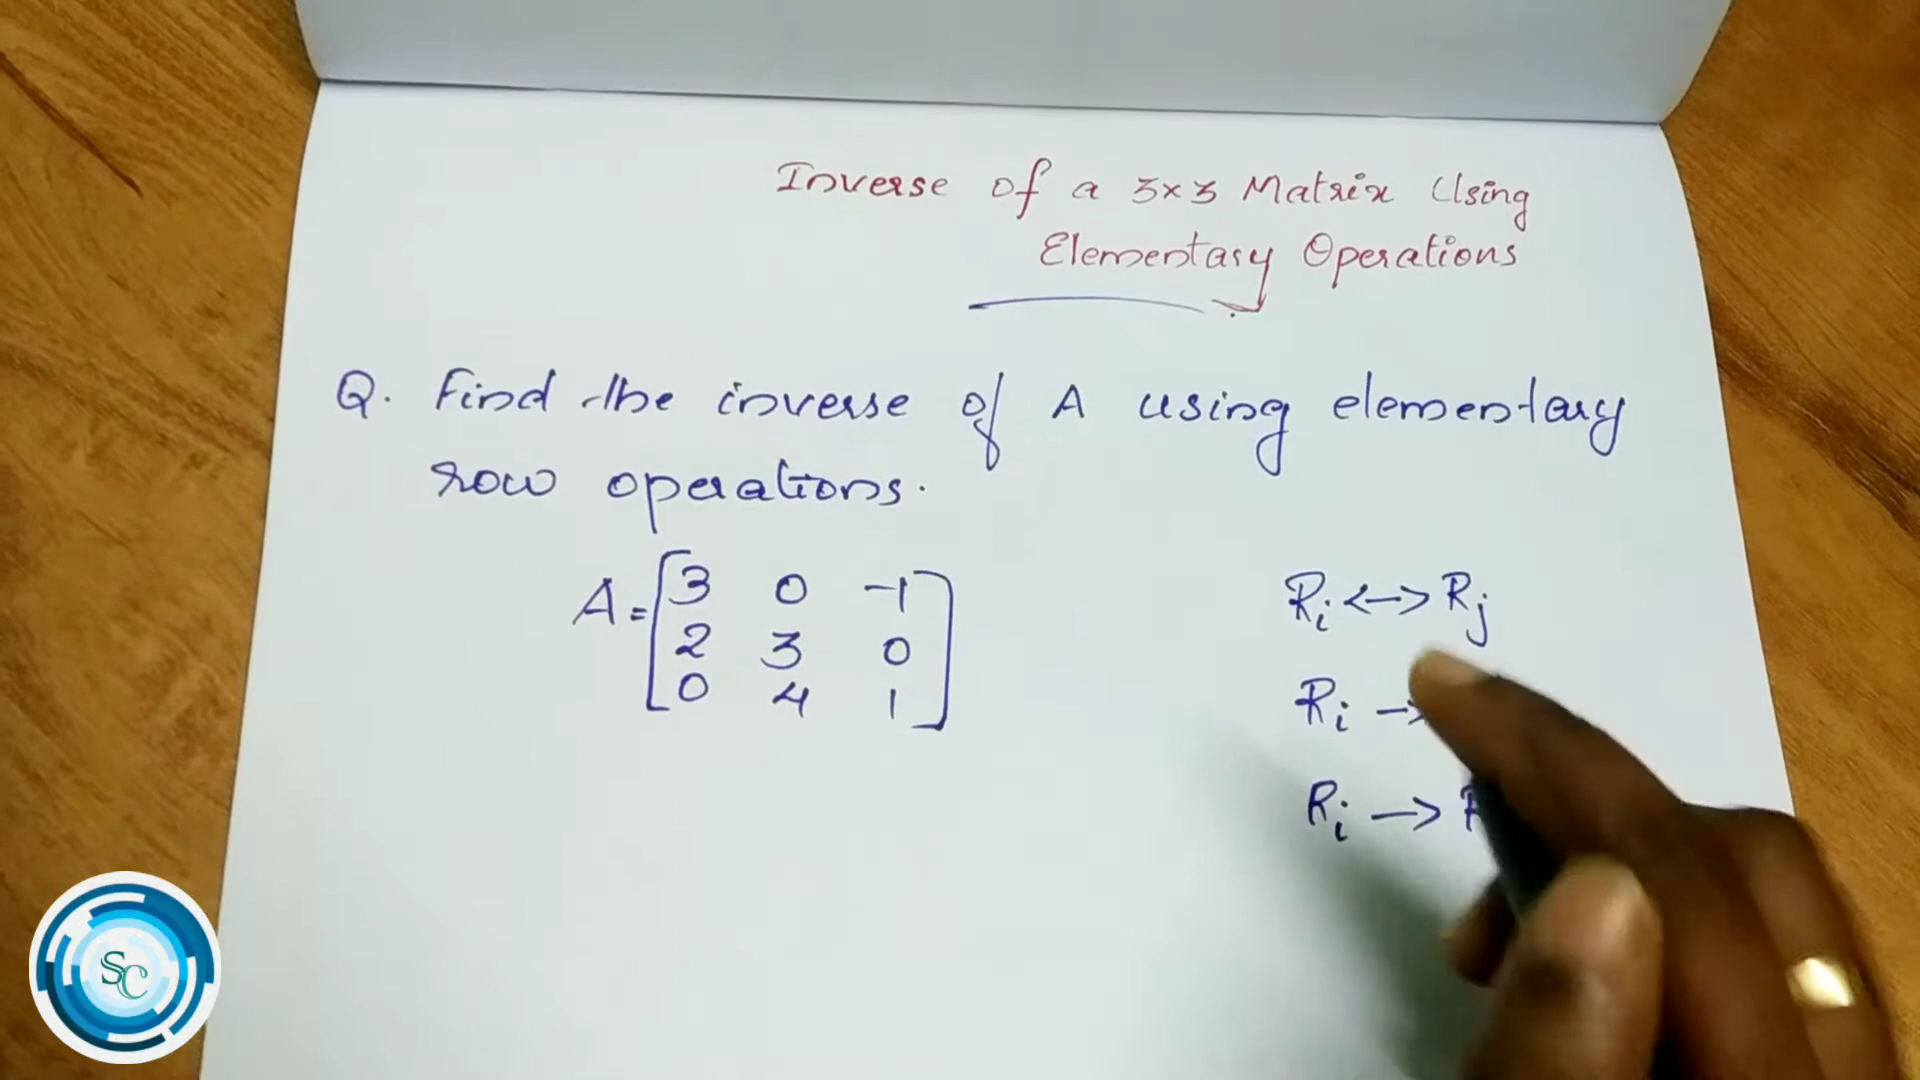 Inverse of a 3×3 Matrix Using
Elementary Operations
Q. Find the inverse of A using elementary
row operations.
A = [3 0 -1
2 3 0
0 4 1]
Ri <-> Rj
Ri ->
Ri -> R
SC